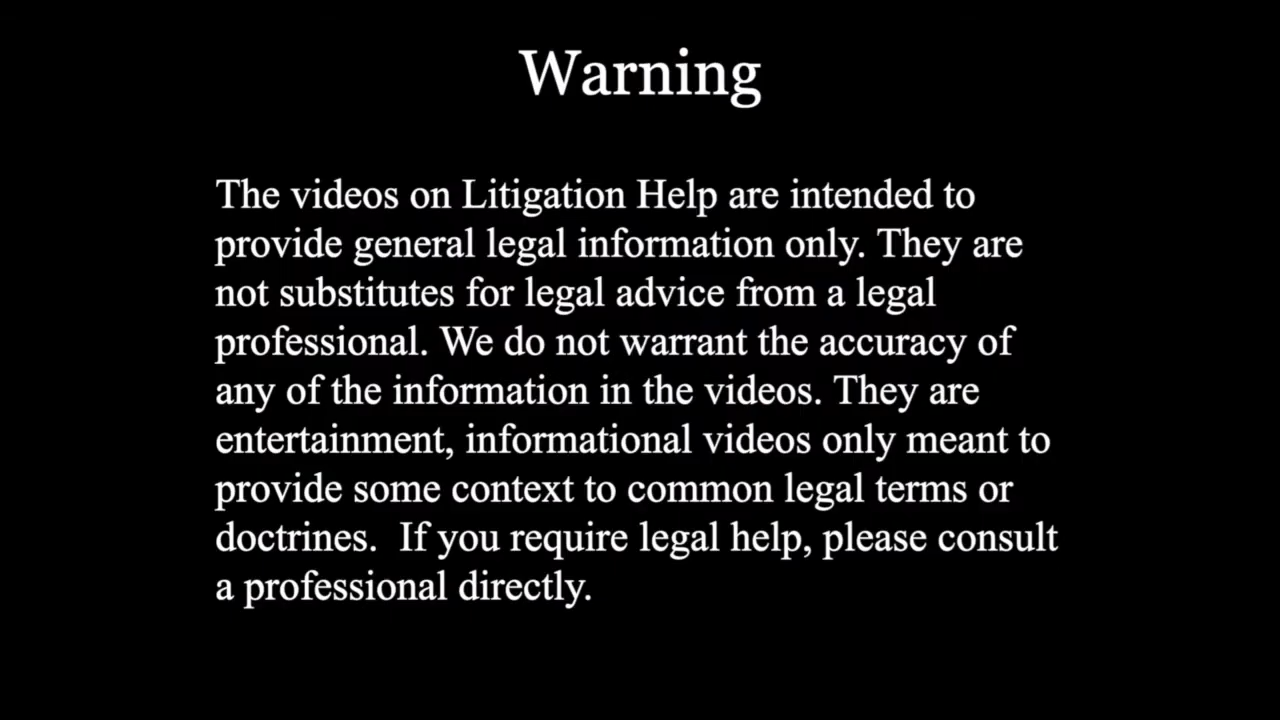 Warning
The videos on Litigation Help are intended to
provide general legal information only. They are
not substitutes for legal advice from a legal
professional. We do not warrant the accuracy of
any of the information in the videos. They are
entertainment, informational videos only meant to
provide some context to common legal terms or
doctrines.  If you require legal help, please consult
a professional directly.